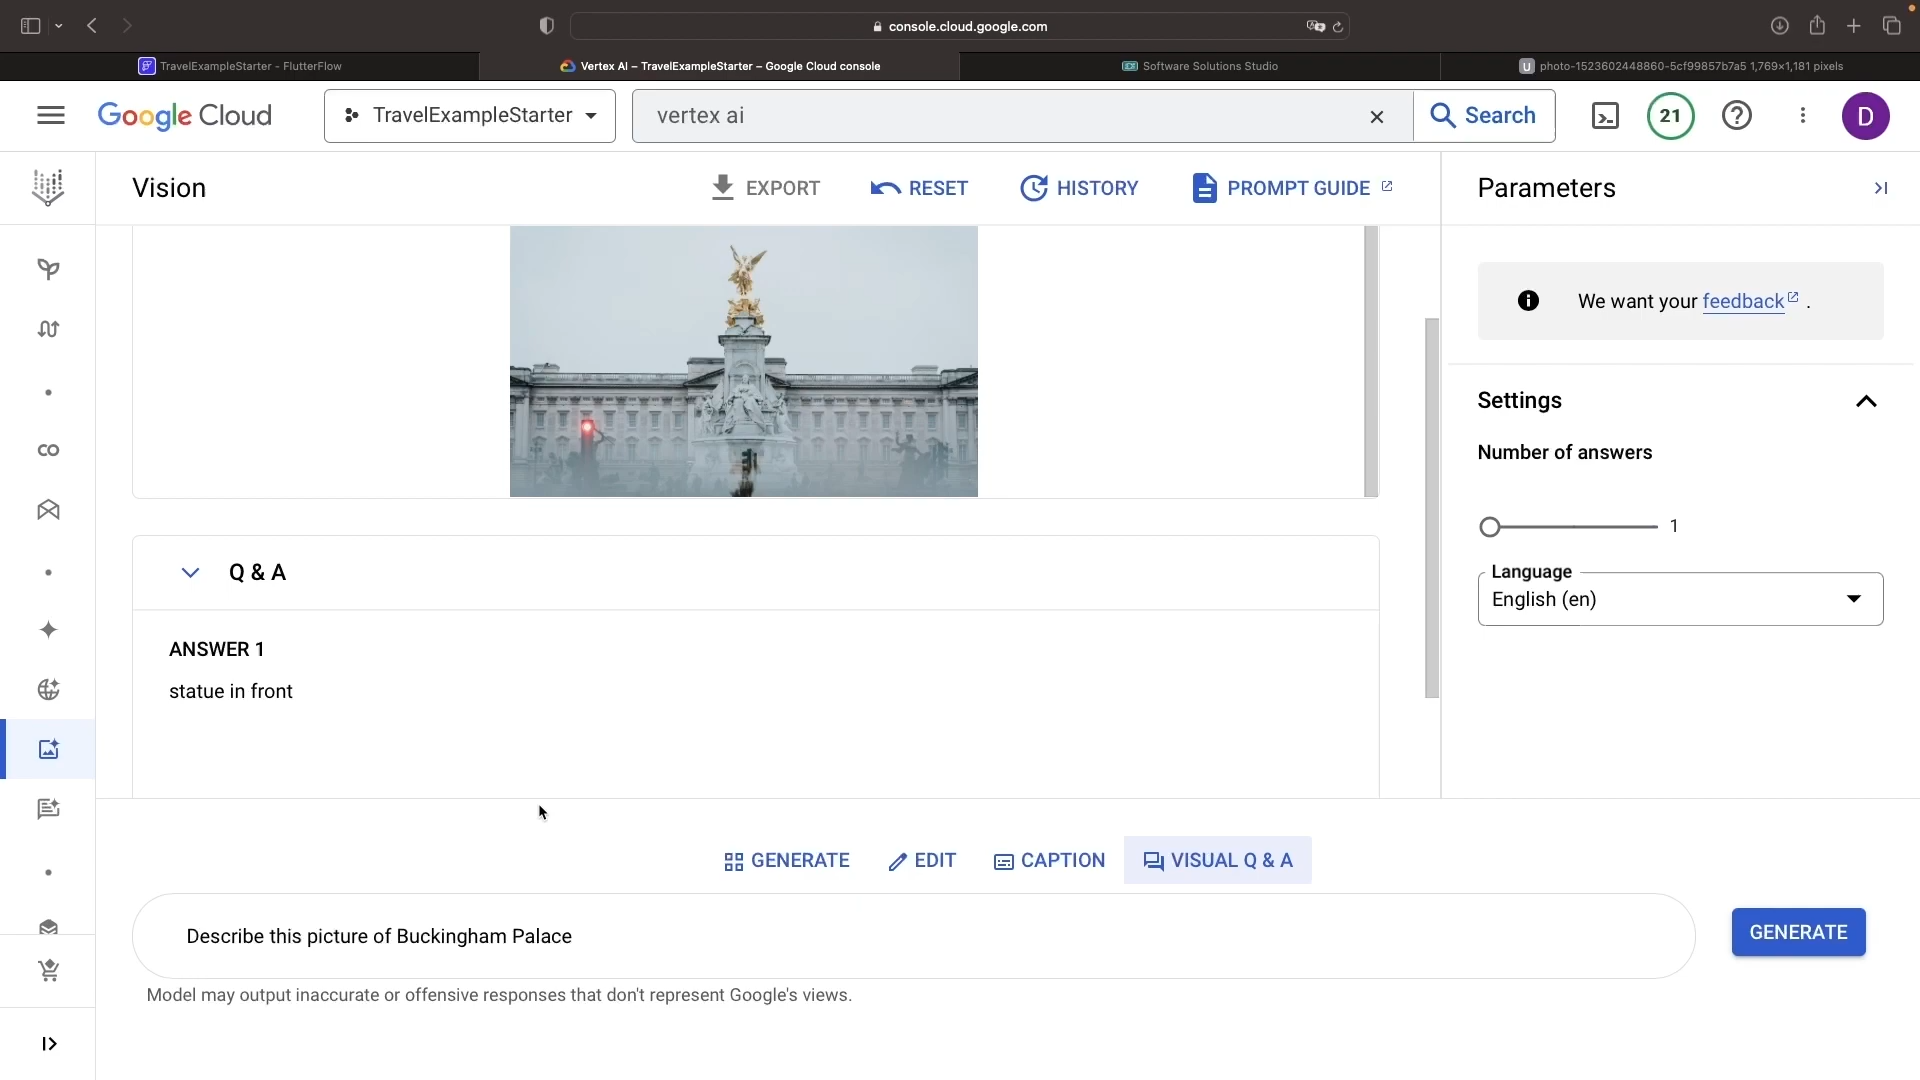 console.cloud.google.com
TravelExampleStarter - FlutterFlow
Vertex AI – TravelExampleStarter – Google Cloud console
Software Solutions Studio
U photo-1523602448860-5cf99857b7a5 1,769×1,181 pixels
Google Cloud
TravelExampleStarter
vertex ai
Search
21
D
Vision
EXPORT
RESET
HISTORY
PROMPT GUIDE
Parameters
We want your feedback .
Settings
Number of answers
1
Language
English (en)
Q & A
ANSWER 1
statue in front
GENERATE
EDIT
CAPTION
VISUAL Q & A
Describe this picture of Buckingham Palace
GENERATE
Model may output inaccurate or offensive responses that don't represent Google's views.